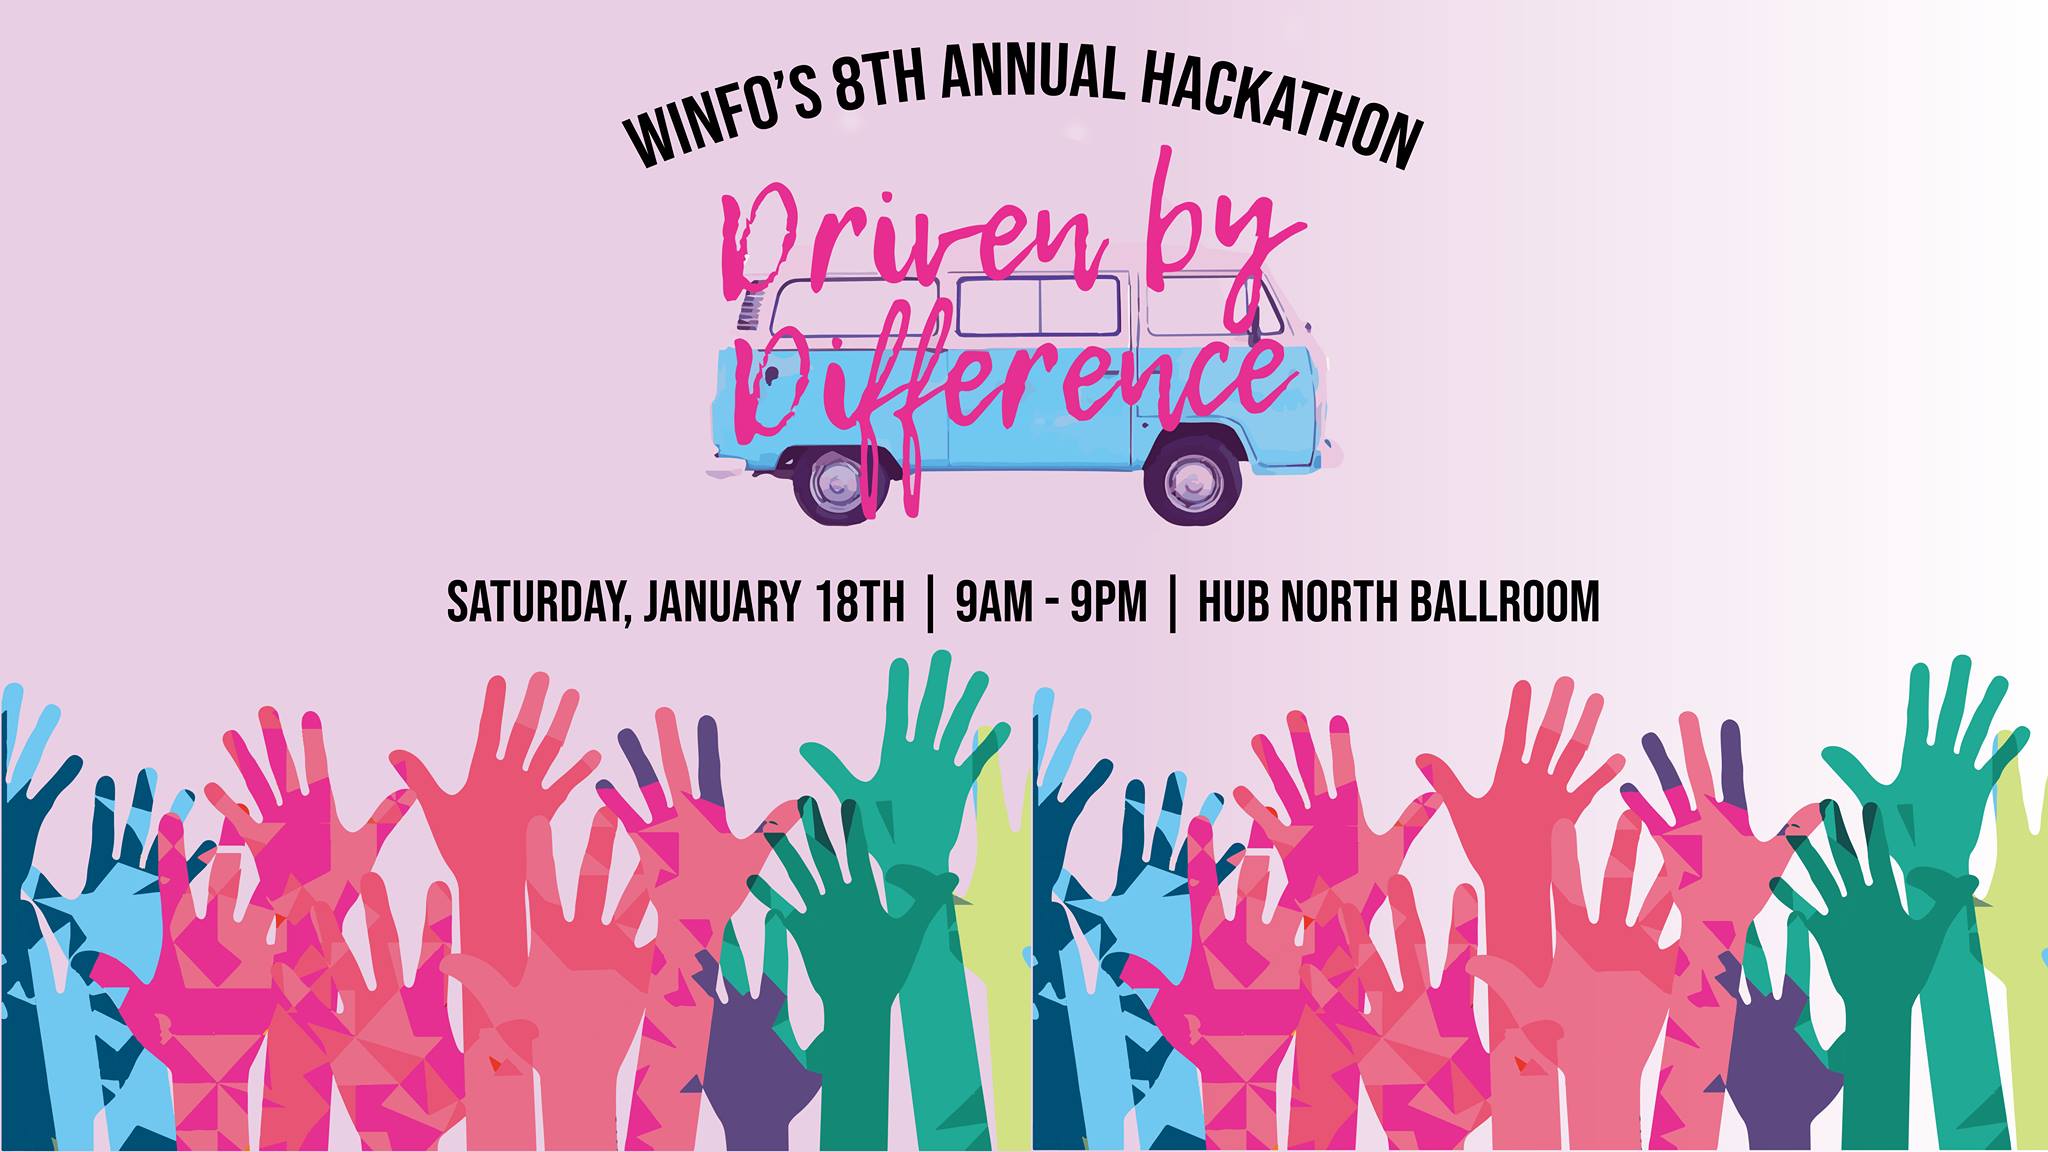 WINFO'S 8TH ANNUAL HACKATHON
Driven by
Difference
SATURDAY, JANUARY 18TH | 9AM - 9PM | HUB NORTH BALLROOM